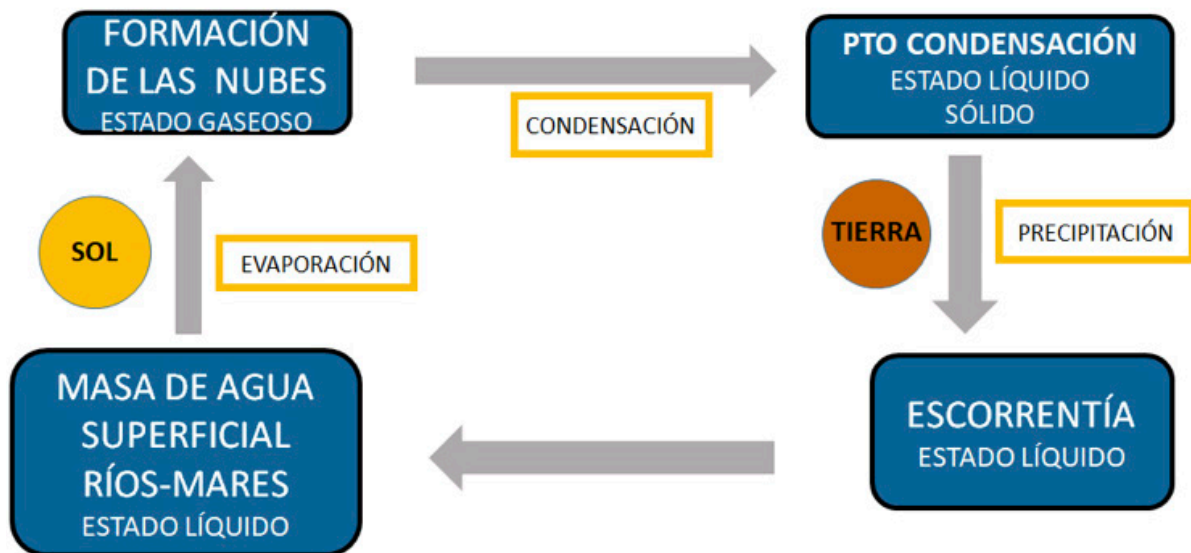 FORMACIÓN
DE LAS NUBES
ESTADO GASEOSO
CONDENSACIÓN
PTO CONDENSACIÓN
ESTADO LÍQUIDO
SÓLIDO
SOL
EVAPORACIÓN
TIERRA
PRECIPITACIÓN
MASA DE AGUA
SUPERFICIAL
RÍOS-MARES
ESTADO LÍQUIDO
ESCORRENTÍA
ESTADO LÍQUIDO